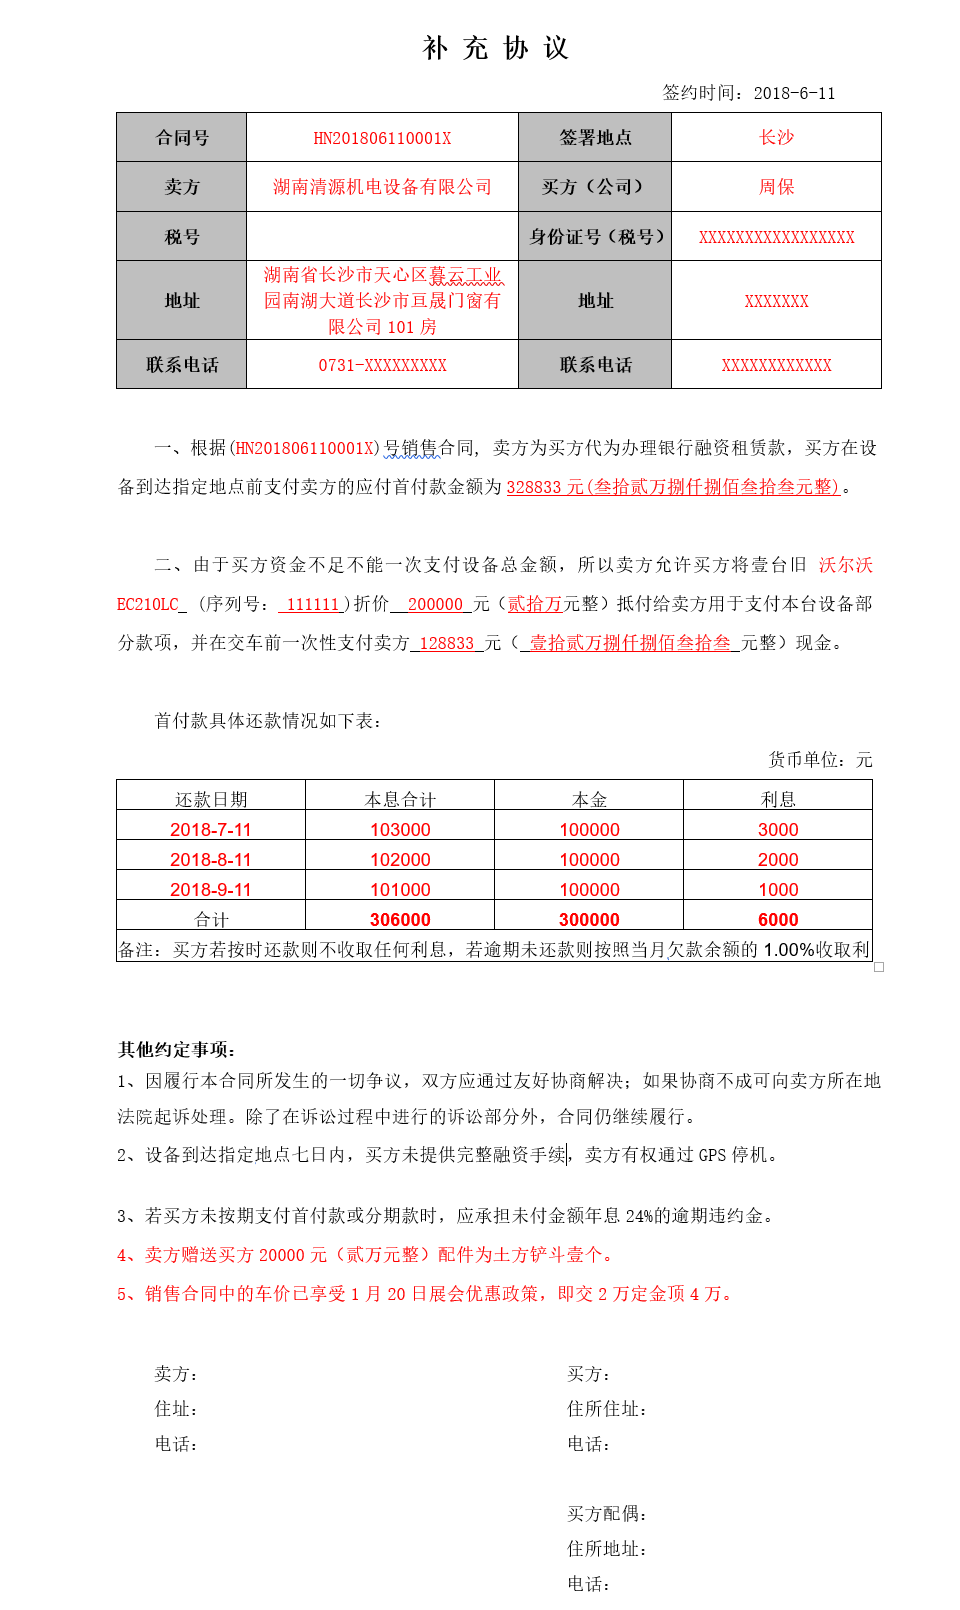 补 充 协 议
签约时间：2018-6-11
合同号 HN201806110001X 签署地点 长沙
卖方 湖南清源机电设备有限公司 买方（公司） 周保
税号 身份证号（税号） XXXXXXXXXXXXXXXXX
地址 湖南省长沙市天心区暮云工业 地址 XXXXXXX
园南湖大道长沙市亘晟门窗有
限公司 101 房
联系电话 0731-XXXXXXXXX 联系电话 XXXXXXXXXXXX
一、根据(HN201806110001X)号销售合同, 卖方为买方代为办理银行融资租赁款，买方在设
备到达指定地点前支付卖方的应付首付款金额为 328833 元(叁拾贰万捌仟捌佰叁拾叁元整)。
二、由于买方资金不足不能一次支付设备总金额，所以卖方允许买方将壹台旧 沃尔沃
EC210LC (序列号： 111111 )折价 200000 元（贰拾万元整）抵付给卖方用于支付本台设备部
分款项，并在交车前一次性支付卖方 128833 元（ 壹拾贰万捌仟捌佰叁拾叁 元整）现金。
首付款具体还款情况如下表：
货币单位：元
还款日期 本息合计 本金 利息
2018-7-11 103000 100000 3000
2018-8-11 102000 100000 2000
2018-9-11 101000 100000 1000
合计 306000 300000 6000
备注：买方若按时还款则不收取任何利息，若逾期未还款则按照当月欠款余额的 1.00%收取利
其他约定事项：
1、因履行本合同所发生的一切争议，双方应通过友好协商解决；如果协商不成可向卖方所在地
法院起诉处理。除了在诉讼过程中进行的诉讼部分外，合同仍继续履行。
2、设备到达指定地点七日内，买方未提供完整融资手续，卖方有权通过 GPS 停机。
3、若买方未按期支付首付款或分期款时，应承担未付金额年息 24%的逾期违约金。
4、卖方赠送买方 20000 元（贰万元整）配件为土方铲斗壹个。
5、销售合同中的车价已享受 1 月 20 日展会优惠政策，即交 2 万定金顶 4 万。
卖方： 买方：
住址： 住所住址：
电话： 电话：
买方配偶：
住所地址：
电话：